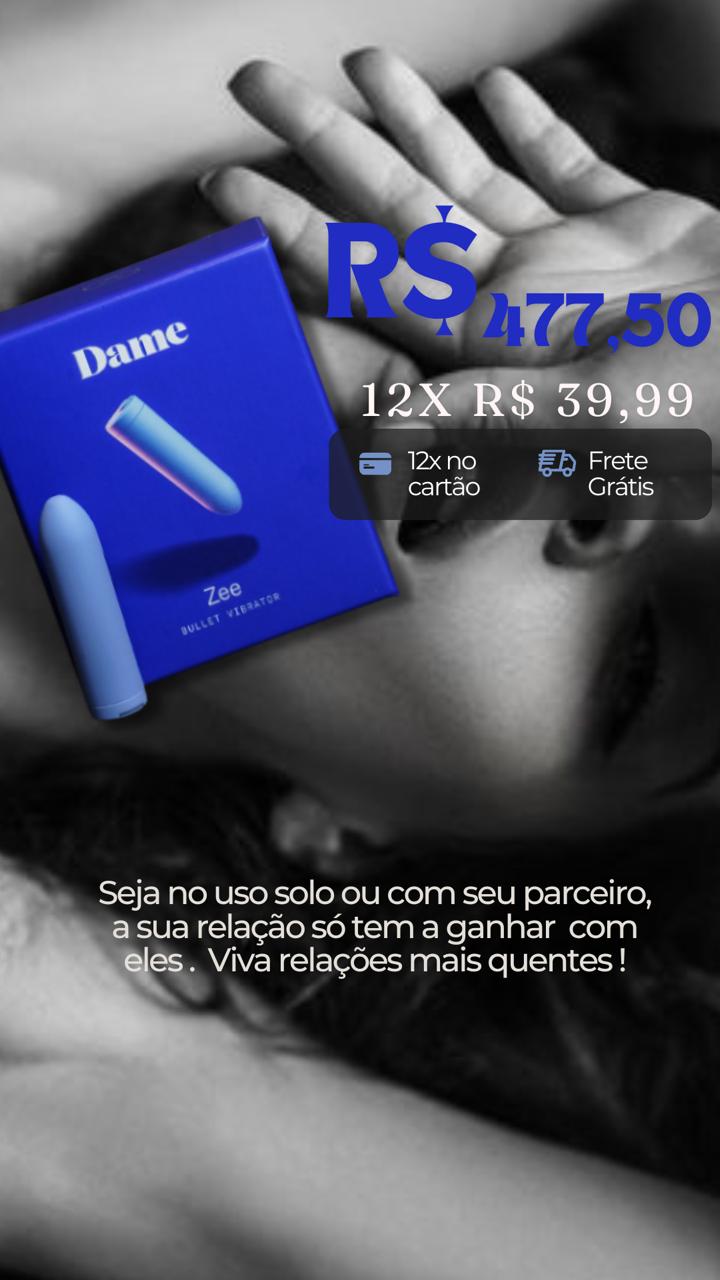 Dame
Zee
BULLET VIBRATOR
R$ 477,50
12X R$ 39,99
12x no
cartão
Frete
Grátis
Seja no uso solo ou com seu parceiro,
a sua relação só tem a ganhar com
eles . Viva relações mais quentes !